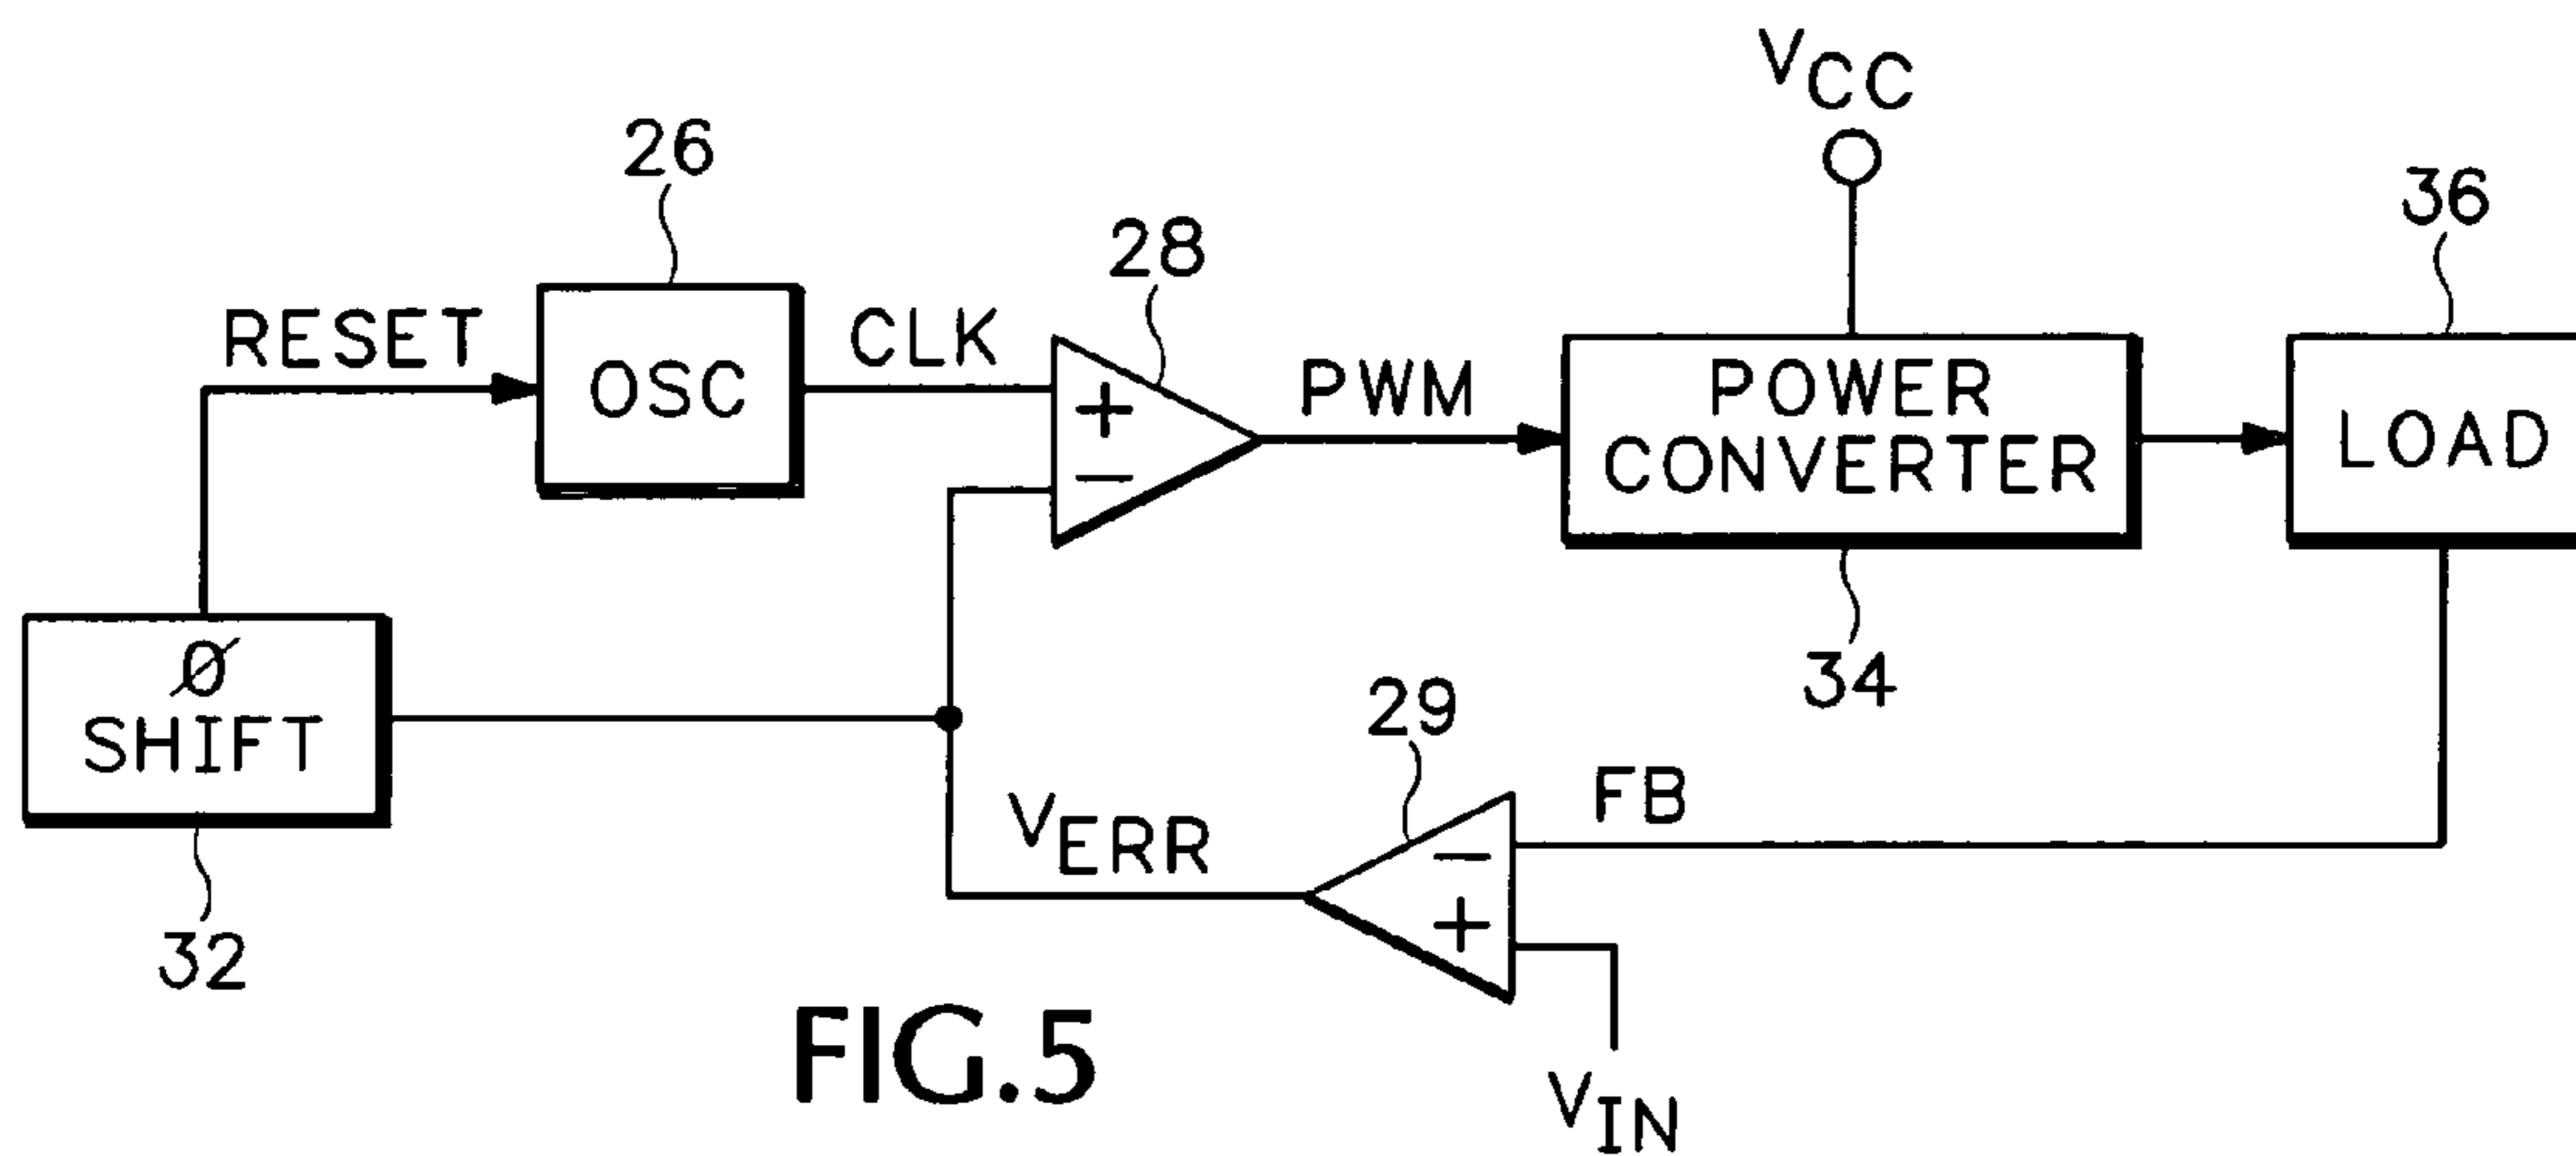 VCC
26
36
28
RESET
CLK
OSC
+
−
PWM
POWER
CONVERTER
LOAD
Ø
SHIFT
34
29
FB
VERR
−
+
32
FIG.5
VIN